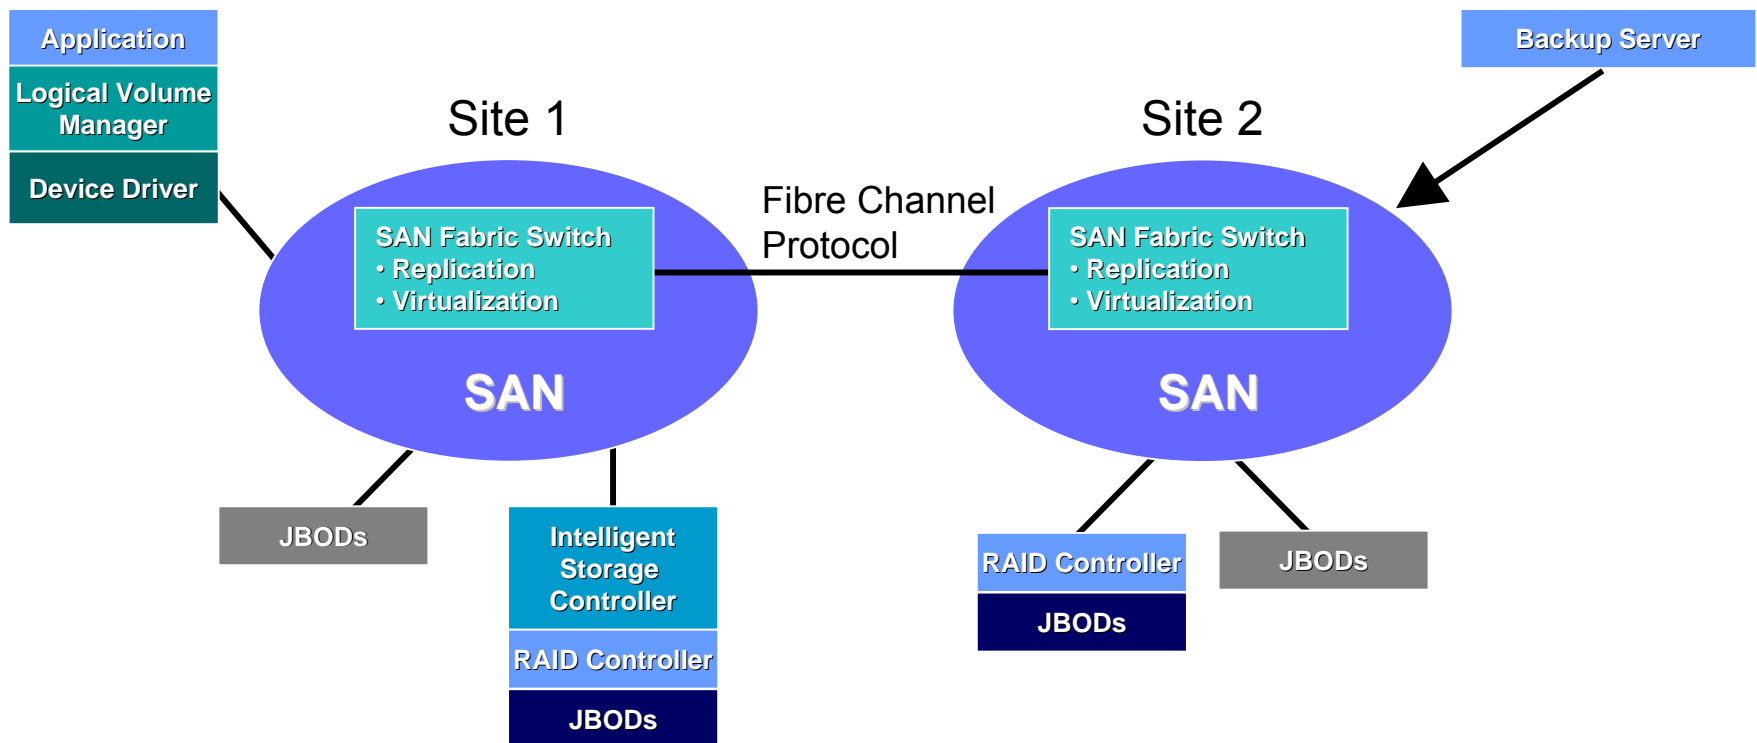 Application
Logical Volume
Manager
Device Driver
Backup Server
Site 1
Site 2
SAN Fabric Switch
• Replication
• Virtualization
SAN
Fibre Channel
Protocol
SAN Fabric Switch
• Replication
• Virtualization
SAN
JBODs
Intelligent
Storage
Controller
RAID Controller
JBODs
RAID Controller
JBODs
JBODs